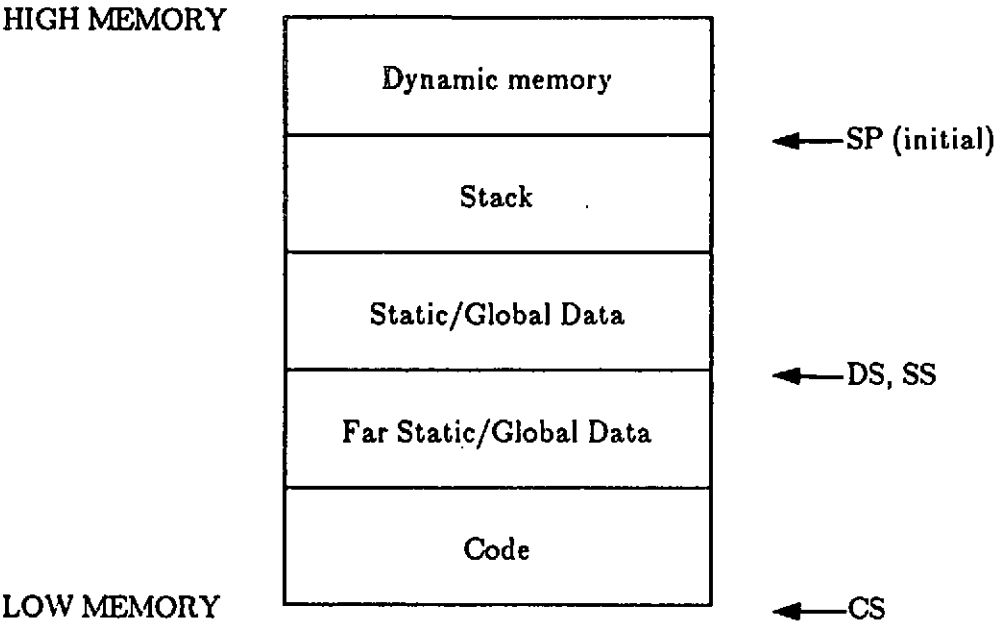 HIGH MEMORY
Dynamic memory
SP (initial)
Stack
Static/Global Data
DS, SS
Far Static/Global Data
Code
LOW MEMORY
CS